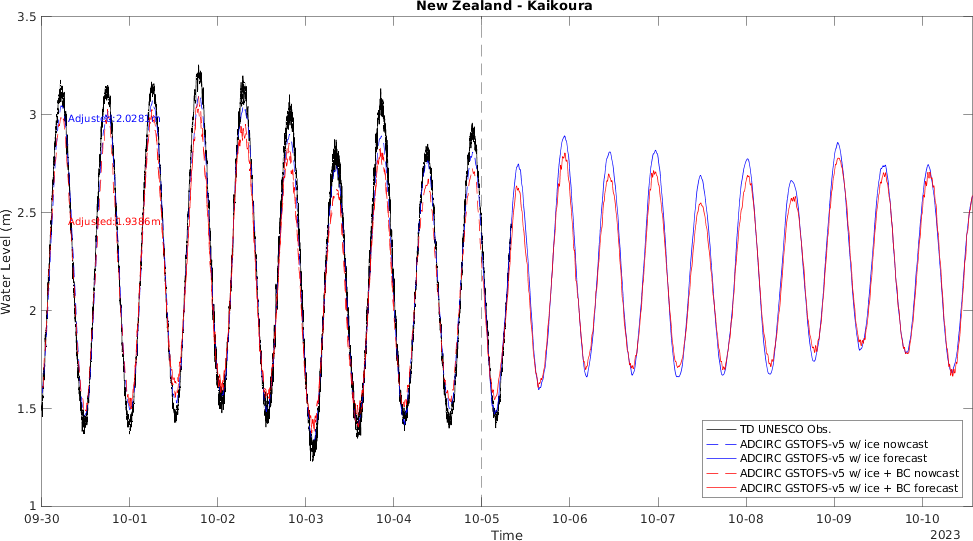 New Zealand - Kaikoura
3.5
3
2.5
2
1.5
1
Water Level (m)
Adjusted:2.0283m
Adjusted:1.9386m
TD UNESCO Obs.
ADCIRC GSTOFS-v5 w/ ice nowcast
ADCIRC GSTOFS-v5 w/ ice forecast
ADCIRC GSTOFS-v5 w/ ice + BC nowcast
ADCIRC GSTOFS-v5 w/ ice + BC forecast
09-30 10-01 10-02 10-03 10-04 10-05 10-06 10-07 10-08 10-09 10-10
Time
2023